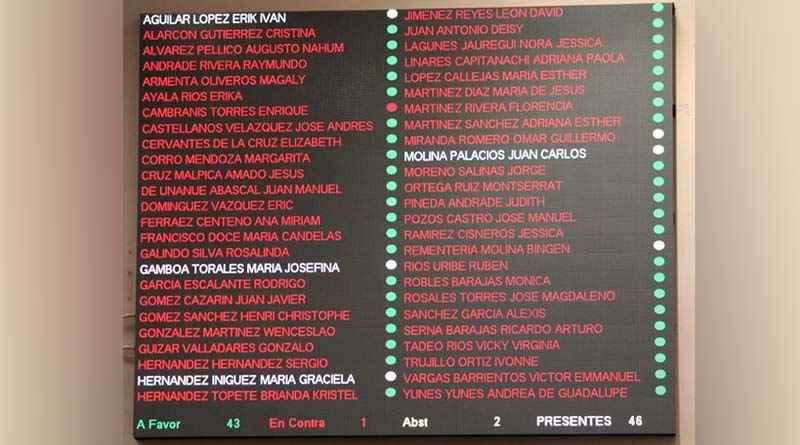 AGUILAR LOPEZ ERIK IVAN
ALARCON GUTIERREZ CRISTINA
ALVAREZ PELLICO AUGUSTO NAHUM
ANDRADE RIVERA RAYMUNDO
ARMENTA OLIVEROS MAGALY
AYALA RIOS ERIKA
CAMBRANIS TORRES ENRIQUE
CASTELLANOS VELAZQUEZ JOSE ANDRES
CERVANTES DE LA CRUZ ELIZABETH
CORRO MENDOZA MARGARITA
CRUZ MALPICA AMADO JESUS
DE UNANUE ABASCAL JUAN MANUEL
DOMINGUEZ VAZQUEZ ERIC
FERRAEZ CENTENO ANA MIRIAM
FRANCISCO DOCE MARIA CANDELAS
GALINDO SILVA ROSALINDA
GAMBOA TORALES MARIA JOSEFINA
GARCIA ESCALANTE RODRIGO
GOMEZ CAZARIN JUAN JAVIER
GOMEZ SANCHEZ HENRI CHRISTOPHE
GONZALEZ MARTINEZ WENCESLAO
GUIZAR VALLADARES GONZALO
HERNANDEZ HERNANDEZ SERGIO
HERNANDEZ IÑIGUEZ MARIA GRACIELA
HERNANDEZ TOPETE BRIANDA KRISTEL
JIMENEZ REYES LEON DAVID
JUAN ANTONIO DEISY
LAGUNES JAUREGUI NORA JESSICA
LINARES CAPITANACHI ADRIANA PAOLA
LOPEZ CALLEJAS MARIA ESTHER
MARTINEZ DIAZ MARIA DE JESUS
MARTINEZ RIVERA FLORENCIA
MARTINEZ SANCHEZ ADRIANA ESTHER
MIRANDA ROMERO OMAR GUILLERMO
MOLINA PALACIOS JUAN CARLOS
MORENO SALINAS JORGE
ORTEGA RUIZ MONTSERRAT
PINEDA ANDRADE JUDITH
POZOS CASTRO JOSE MANUEL
RAMIREZ CISNEROS JESSICA
REMENTERIA MOLINA BINGEN
RIOS URIBE RUBEN
ROBLES BARAJAS MONICA
ROSALES TORRES JOSE MAGDALENO
SANCHEZ GARCIA ALEXIS
SERNA BARAJAS RICARDO ARTURO
TADEO RIOS VICKY VIRGINIA
TRUJILLO ORTIZ IVONNE
VARGAS BARRIENTOS VICTOR EMMANUEL
YUNES YUNES ANDREA DE GUADALUPE
A Favor 43 En Contra 1 Abst 2 PRESENTES 46